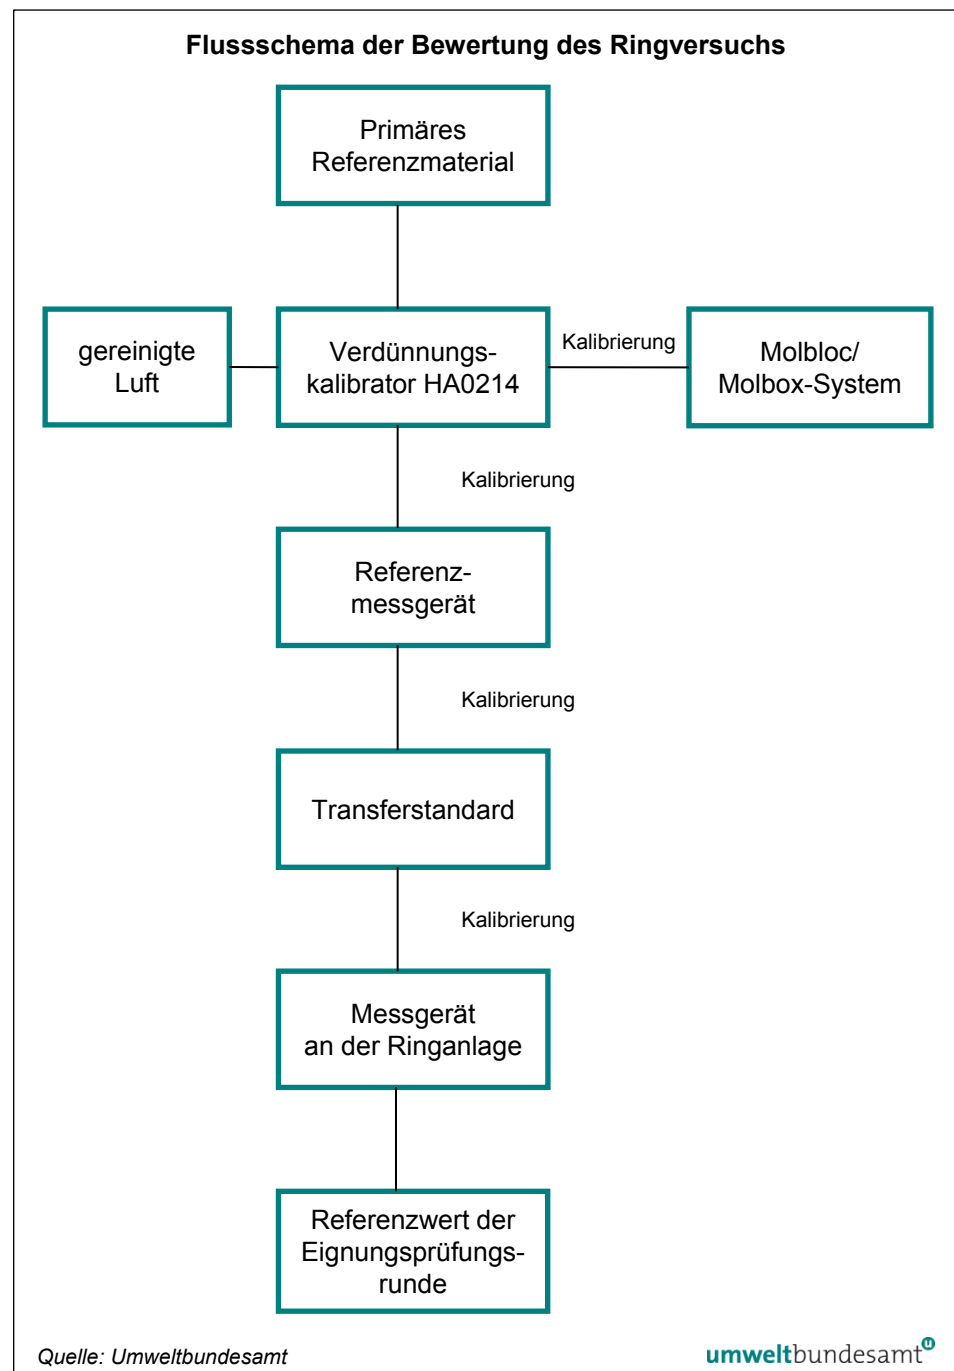 Flussschema der Bewertung des Ringversuchs
Primäres
Referenzmaterial
gereinigte
Luft
Verdünnungs-
kalibrator HA0214
Kalibrierung
Molbloc/
Molbox-System
Kalibrierung
Referenz-
messgerät
Kalibrierung
Transferstandard
Kalibrierung
Messgerät
an der Ringanlage
Referenzwert der
Eignungsprüfungs-
runde
Quelle: Umweltbundesamt
umweltbundesamt